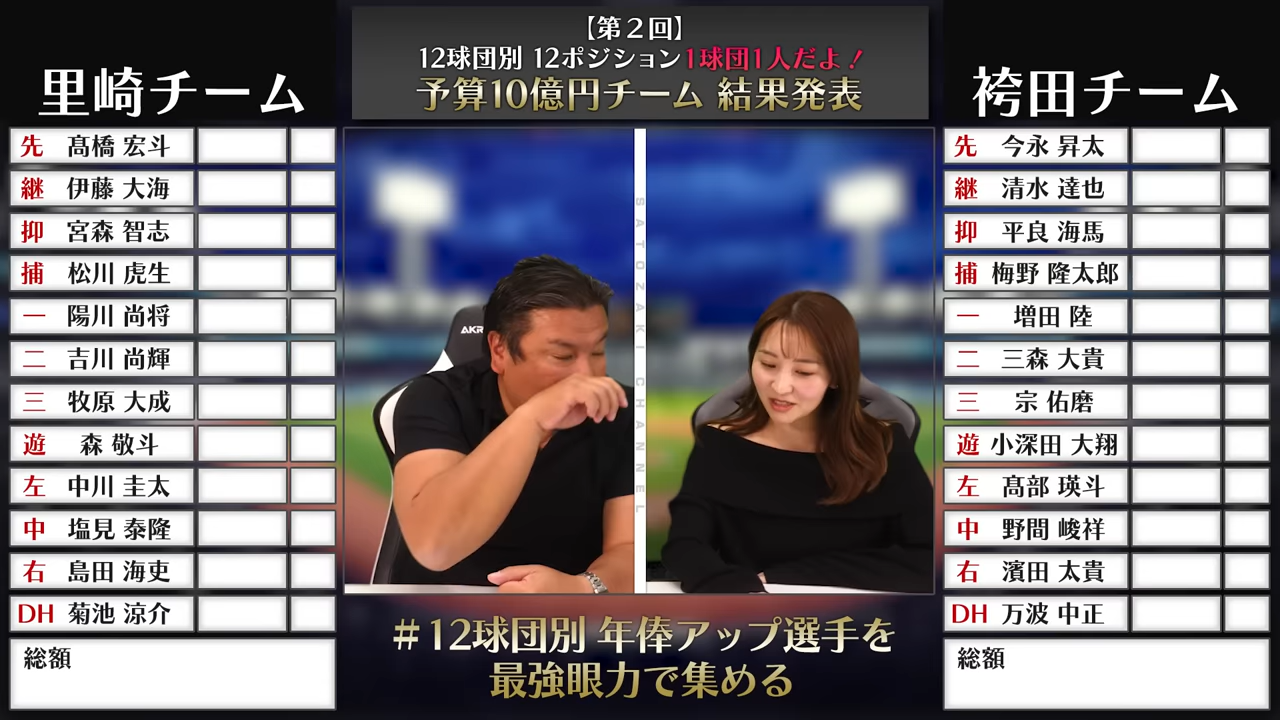 【第２回】
12球団別 12ポジション1球団1人だよ！
予算10億円チーム 結果発表
里崎チーム
先 髙橋 宏斗
継 伊藤 大海
抑 宮森 智志
捕 松川 虎生
一 陽川 尚将
二 吉川 尚輝
三 牧原 大成
遊 森 敬斗
左 中川 圭太
中 塩見 泰隆
右 島田 海吏
DH 菊池 涼介
総額
AKR
SATOZAKI CHANNEL
袴田チーム
先 今永 昇太
継 清水 達也
抑 平良 海馬
捕 梅野 隆太郎
一 増田 陸
二 三森 大貴
三 宗 佑磨
遊 小深田 大翔
左 髙部 瑛斗
中 野間 峻祥
右 濱田 太貴
DH 万波 中正
総額
＃12球団別 年俸アップ選手を
最強眼力で集める